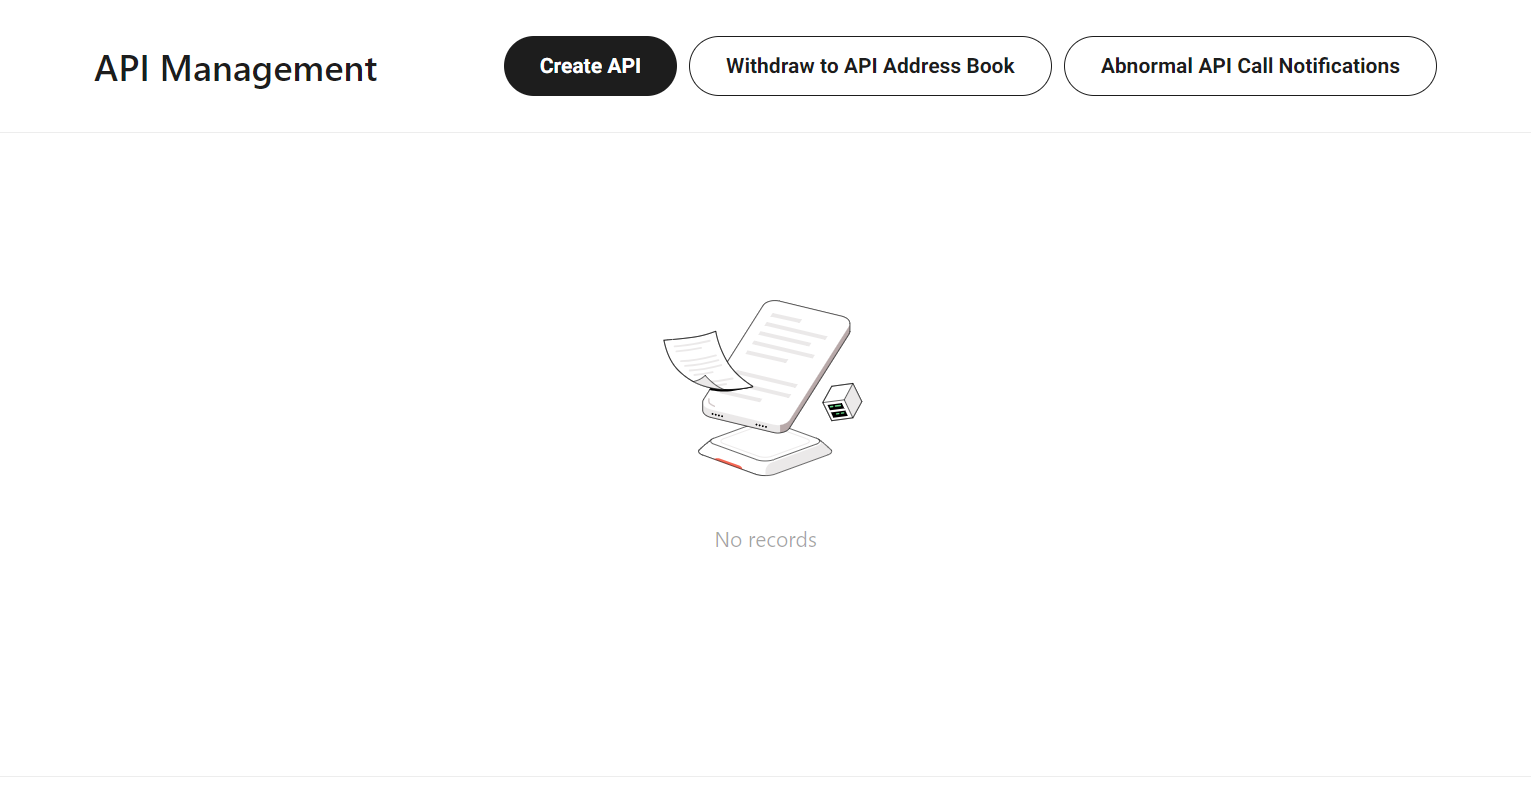 API Management
Create API
Withdraw to API Address Book
Abnormal API Call Notifications
No records